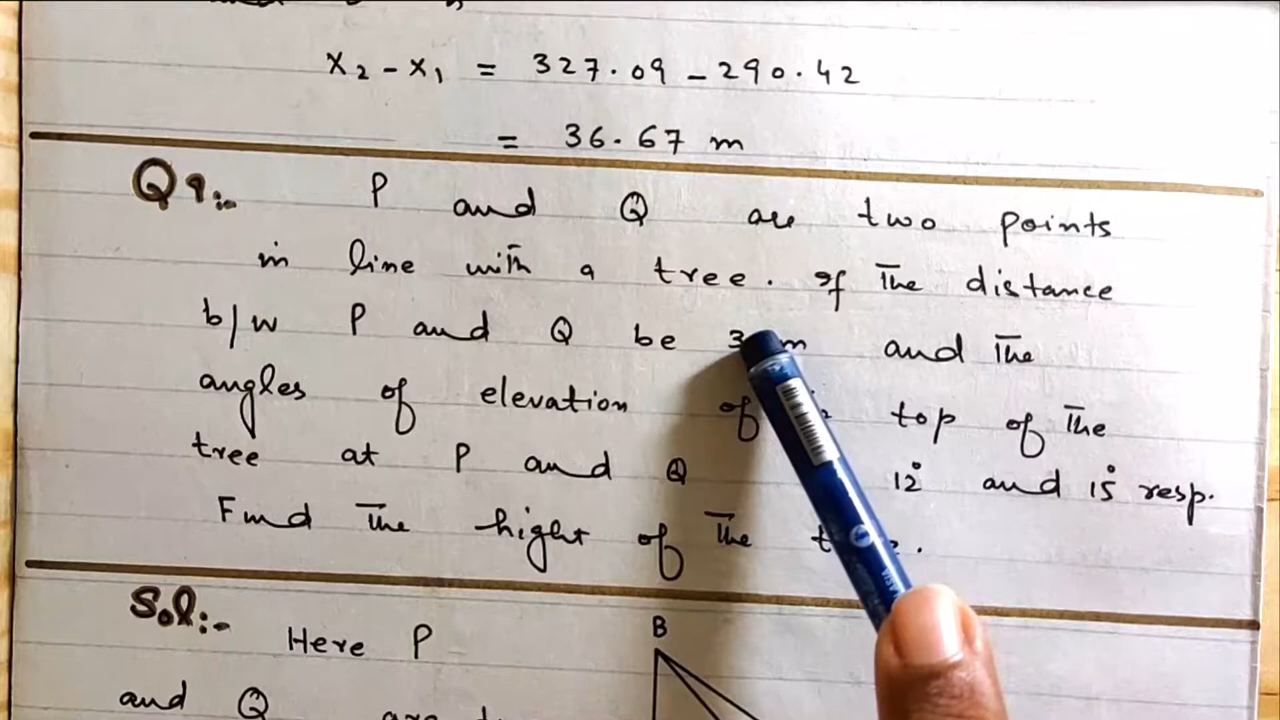 x₂ - x₁ = 327.09 - 290.42
= 36.67 m
Q9:- P and Q are two points
in line with a tree. If the distance
b/w P and Q be m and the
angles of elevation of top of the
tree at P and Q 12° and 15° resp.
Find the hight of the
Sol:- Here P
B
and Q are